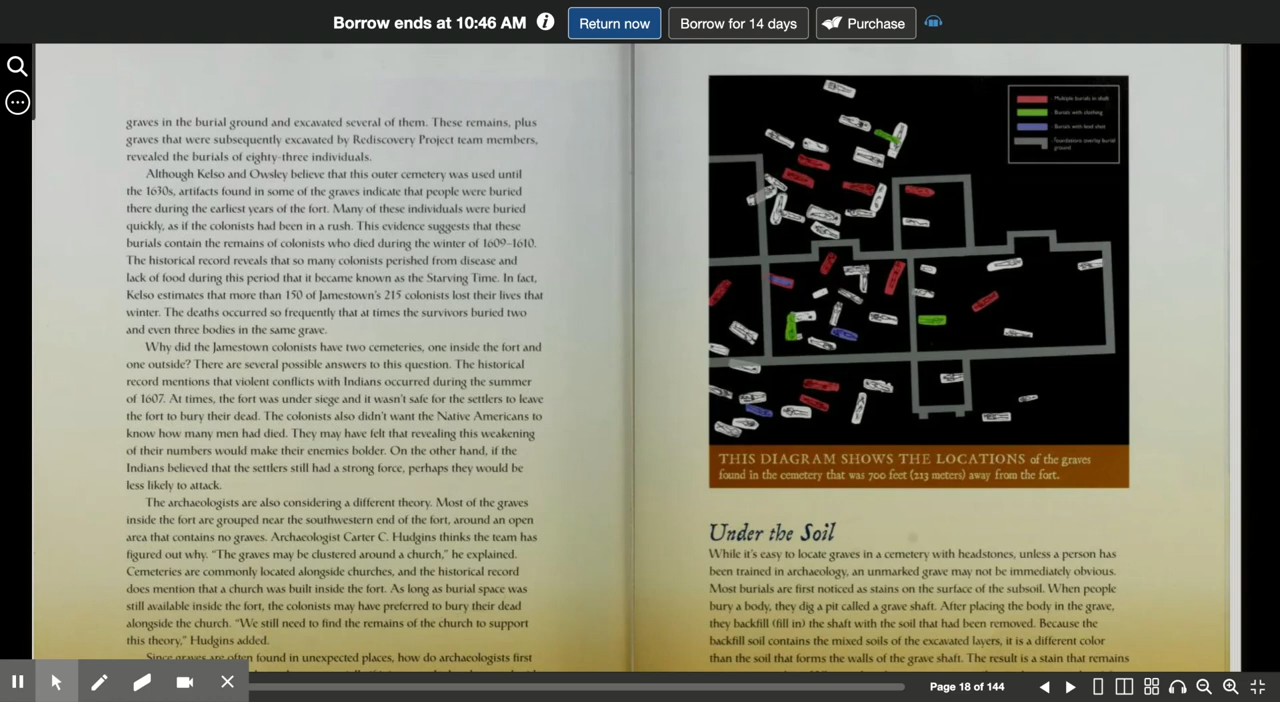 Borrow ends at 10:46 AM
Return now
Borrow for 14 days
Purchase
graves in the burial ground and excavated several of them. These remains, plus
graves that were subsequently excavated by Rediscovery Project team members,
revealed the burials of eighty-three individuals.
Although Kelso and Owsley believe that this outer cemetery was used until
the 1630s, artifacts found in some of the graves indicate that people were buried
there during the earliest years of the fort. Many of these individuals were buried
quickly, as if the colonists had been in a rush. This evidence suggests that these
burials contain the remains of colonists who died during the winter of 1609–1610.
The historical record reveals that so many colonists perished from disease and
lack of food during this period that it became known as the Starving Time. In fact,
Kelso estimates that more than 150 of Jamestown's 215 colonists lost their lives that
winter. The deaths occurred so frequently that at times the survivors buried two
and even three bodies in the same grave.
Why did the Jamestown colonists have two cemeteries, one inside the fort and
one outside? There are several possible answers to this question. The historical
record mentions that violent conflicts with Indians occurred during the summer
of 1607. At times, the fort was under siege and it wasn't safe for the settlers to leave
the fort to bury their dead. The colonists also didn't want the Native Americans to
know how many men had died. They may have felt that revealing this weakening
of their numbers would make their enemies bolder. On the other hand, if the
Indians believed that the settlers still had a strong force, perhaps they would be
less likely to attack.
The archaeologists are also considering a different theory. Most of the graves
inside the fort are grouped near the southwestern end of the fort, around an open
area that contains no graves. Archaeologist Carter C. Hudgins thinks the team has
figured out why. "The graves may be clustered around a church," he explained.
Cemeteries are commonly located alongside churches, and the historical record
does mention that a church was built inside the fort. As long as burial space was
still available inside the fort, the colonists may have preferred to bury their dead
alongside the church. "We still need to find the remains of the church to support
this theory," Hudgins added.
Since graves are often found in unexpected places, how do archaeologists first
Multiple burials in shaft
Burials with clothing
Burials with lead shot
Foundations overlay burial
ground
THIS DIAGRAM SHOWS THE LOCATIONS of the graves
found in the cemetery that was 700 feet (213 meters) away from the fort.
Under the Soil
While it's easy to locate graves in a cemetery with headstones, unless a person has
been trained in archaeology, an unmarked grave may not be immediately obvious.
Most burials are first noticed as stains on the surface of the subsoil. When people
bury a body, they dig a pit called a grave shaft. After placing the body in the grave,
they backfill (fill in) the shaft with the soil that had been removed. Because the
backfill soil contains the mixed soils of the excavated layers, it is a different color
than the soil that forms the walls of the grave shaft. The result is a stain that remains
Page 18 of 144